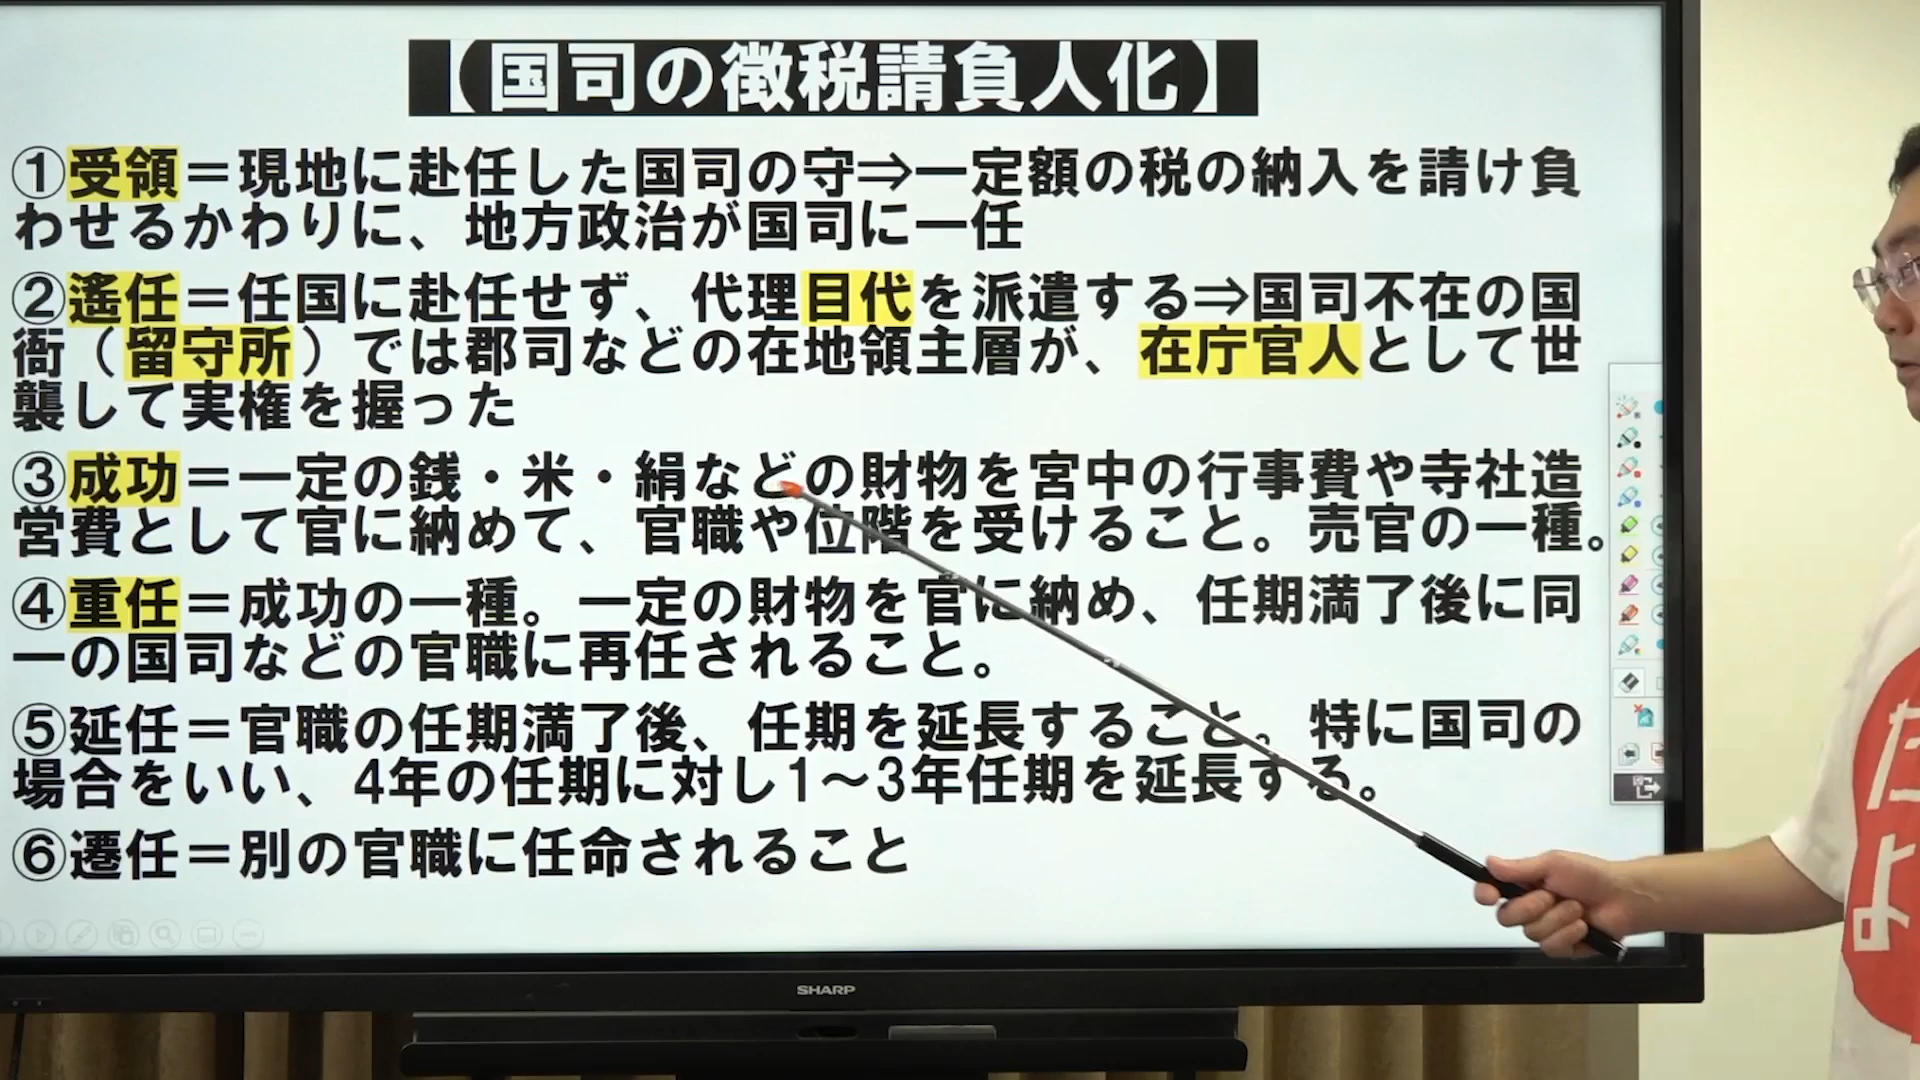 【国司の徴税請負人化】
①受領＝現地に赴任した国司の守⇒一定額の税の納入を請け負
わせるかわりに、地方政治が国司に一任
②遙任＝任国に赴任せず、代理目代を派遣する⇒国司不在の国
衙（留守所）では郡司などの在地領主層が、在庁官人として世
襲して実権を握った
③成功＝一定の銭・米・絹などの財物を宮中の行事費や寺社造
営費として官に納めて、官職や位階を受けること。売官の一種。
④重任＝成功の一種。一定の財物を官に納め、任期満了後に同
一の国司などの官職に再任されること。
⑤延任＝官職の任期満了後、任期を延長すること。特に国司の
場合をいい、4年の任期に対し1～3年任期を延長する。
⑥遷任＝別の官職に任命されること
SHARP